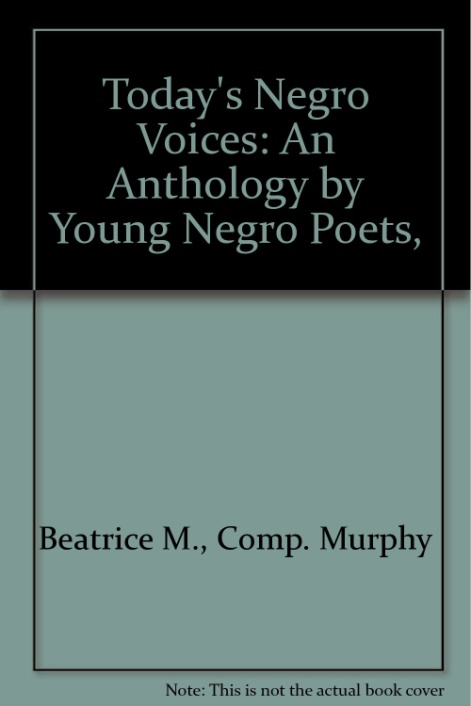 Today's Negro
Voices: An
Anthology by
Young Negro Poets,
Beatrice M., Comp. Murphy
Note: This is not the actual book cover